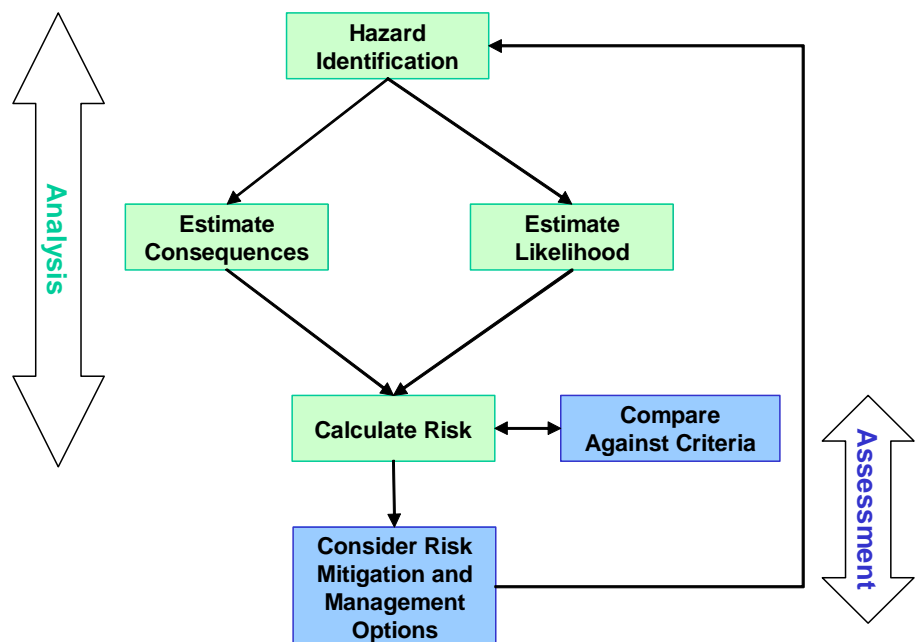 Hazard
Identification
Analysis
Estimate
Consequences
Estimate
Likelihood
Calculate Risk
Compare
Against Criteria
Assessment
Consider Risk
Mitigation and
Management
Options